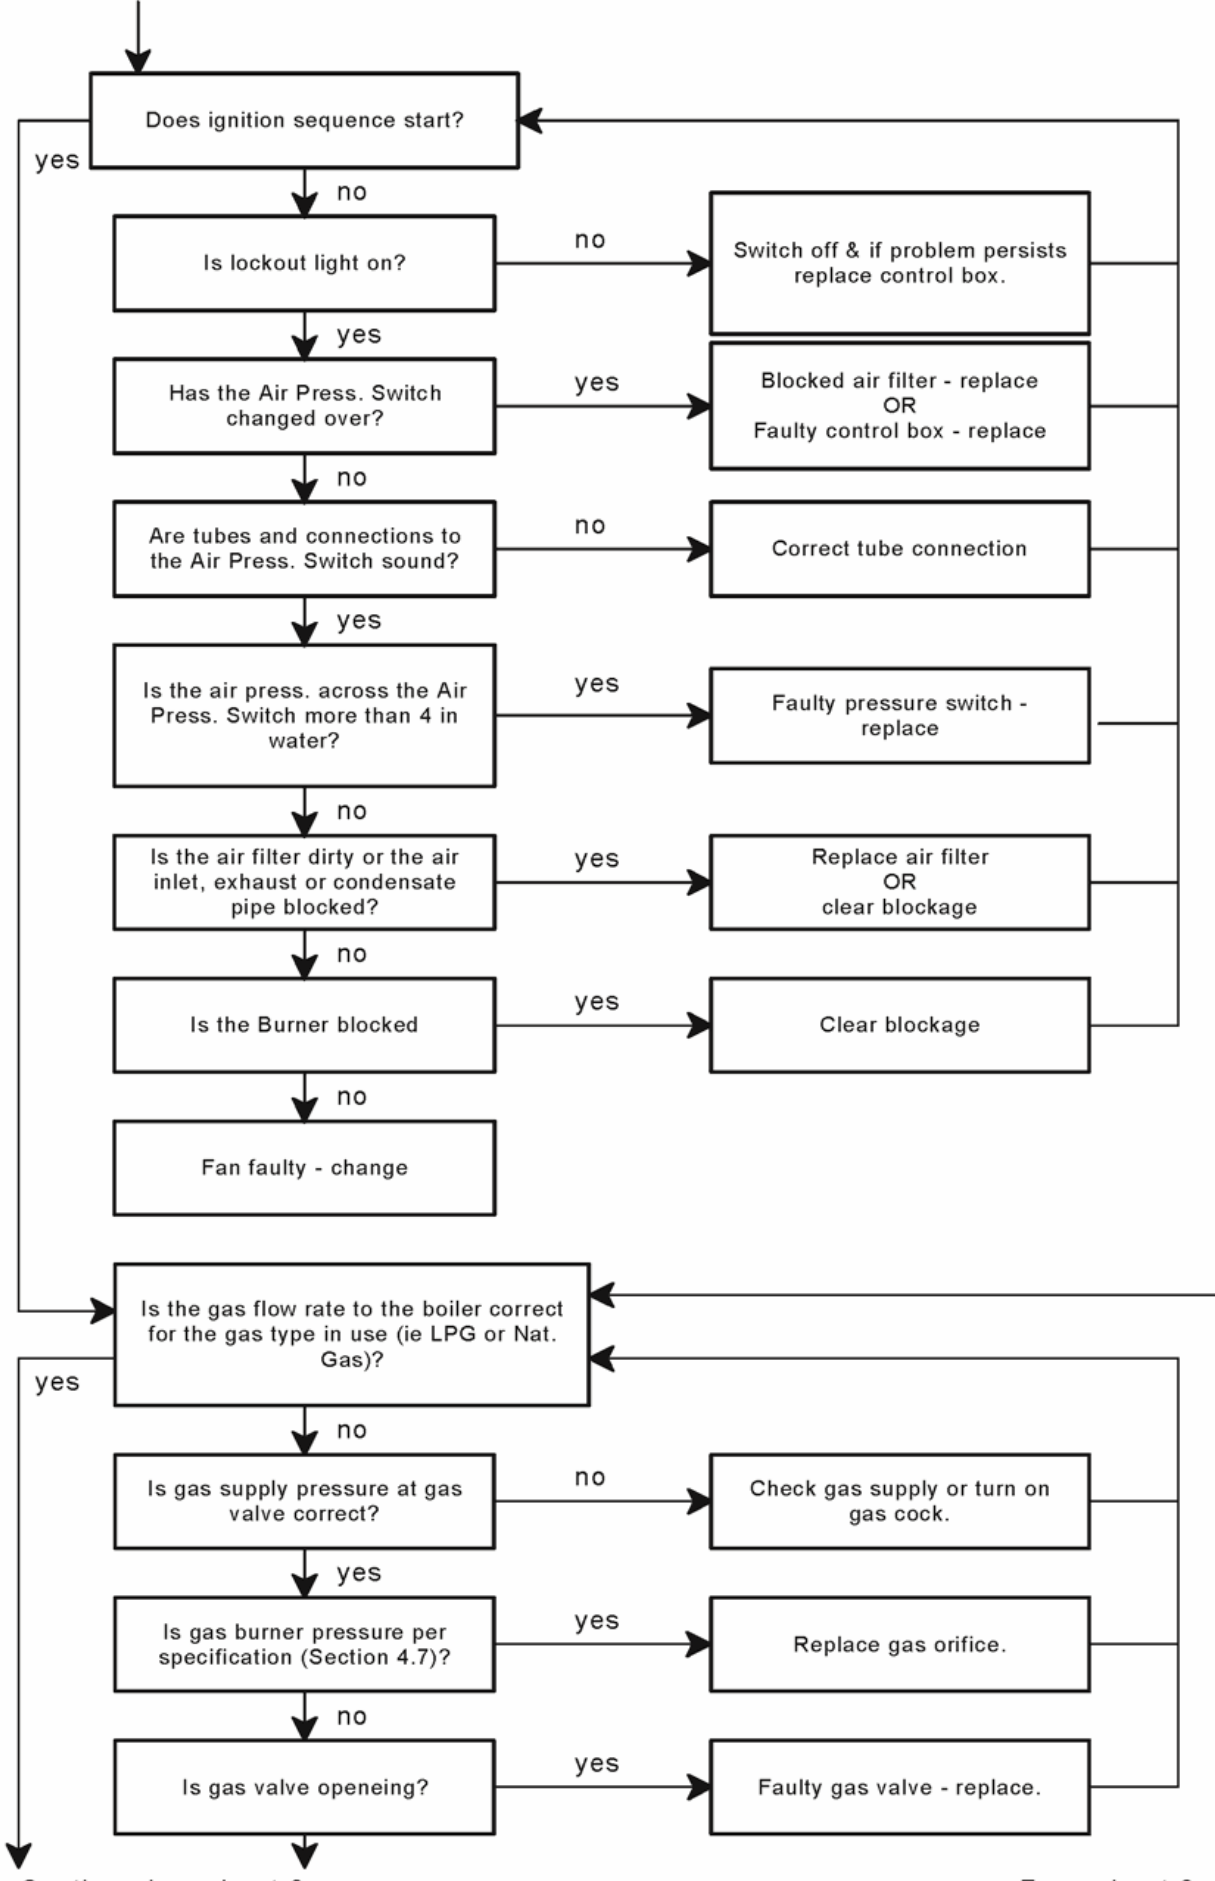 Does ignition sequence start?
yes
no
Is lockout light on?
no
Switch off & if problem persists
replace control box.
yes
Has the Air Press. Switch
changed over?
yes
Blocked air filter - replace
OR
Faulty control box - replace
no
Are tubes and connections to
the Air Press. Switch sound?
no
Correct tube connection
yes
Is the air press. across the Air
Press. Switch more than 4 in
water?
yes
Faulty pressure switch -
replace
no
Is the air filter dirty or the air
inlet, exhaust or condensate
pipe blocked?
yes
Replace air filter
OR
clear blockage
no
Is the Burner blocked
yes
Clear blockage
no
Fan faulty - change
Is the gas flow rate to the boiler correct
for the gas type in use (ie LPG or Nat.
Gas)?
yes
no
Is gas supply pressure at gas
valve correct?
no
Check gas supply or turn on
gas cock.
yes
Is gas burner pressure per
specification (Section 4.7)?
yes
Replace gas orifice.
no
Is gas valve openeing?
yes
Faulty gas valve - replace.